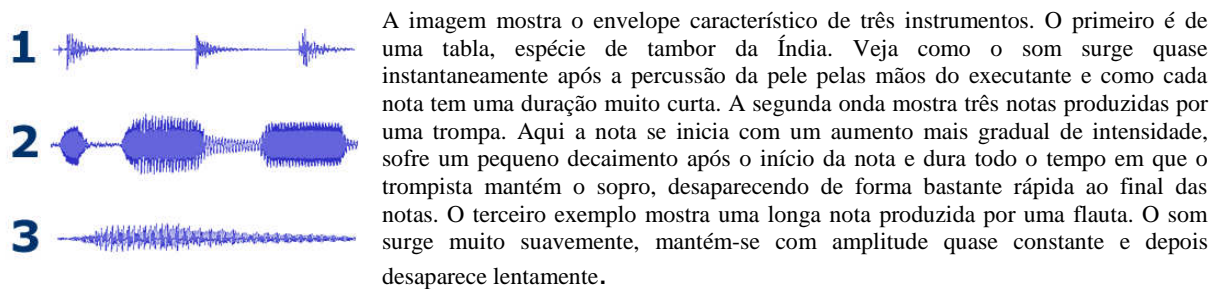 1
2
3
A imagem mostra o envelope característico de três instrumentos. O primeiro é de
uma tabla, espécie de tambor da Índia. Veja como o som surge quase
instantaneamente após a percussão da pele pelas mãos do executante e como cada
nota tem uma duração muito curta. A segunda onda mostra três notas produzidas por
uma trompa. Aqui a nota se inicia com um aumento mais gradual de intensidade,
sofre um pequeno decaimento após o início da nota e dura todo o tempo em que o
trompista mantém o sopro, desaparecendo de forma bastante rápida ao final das
notas. O terceiro exemplo mostra uma longa nota produzida por uma flauta. O som
surge muito suavemente, mantém-se com amplitude quase constante e depois
desaparece lentamente.